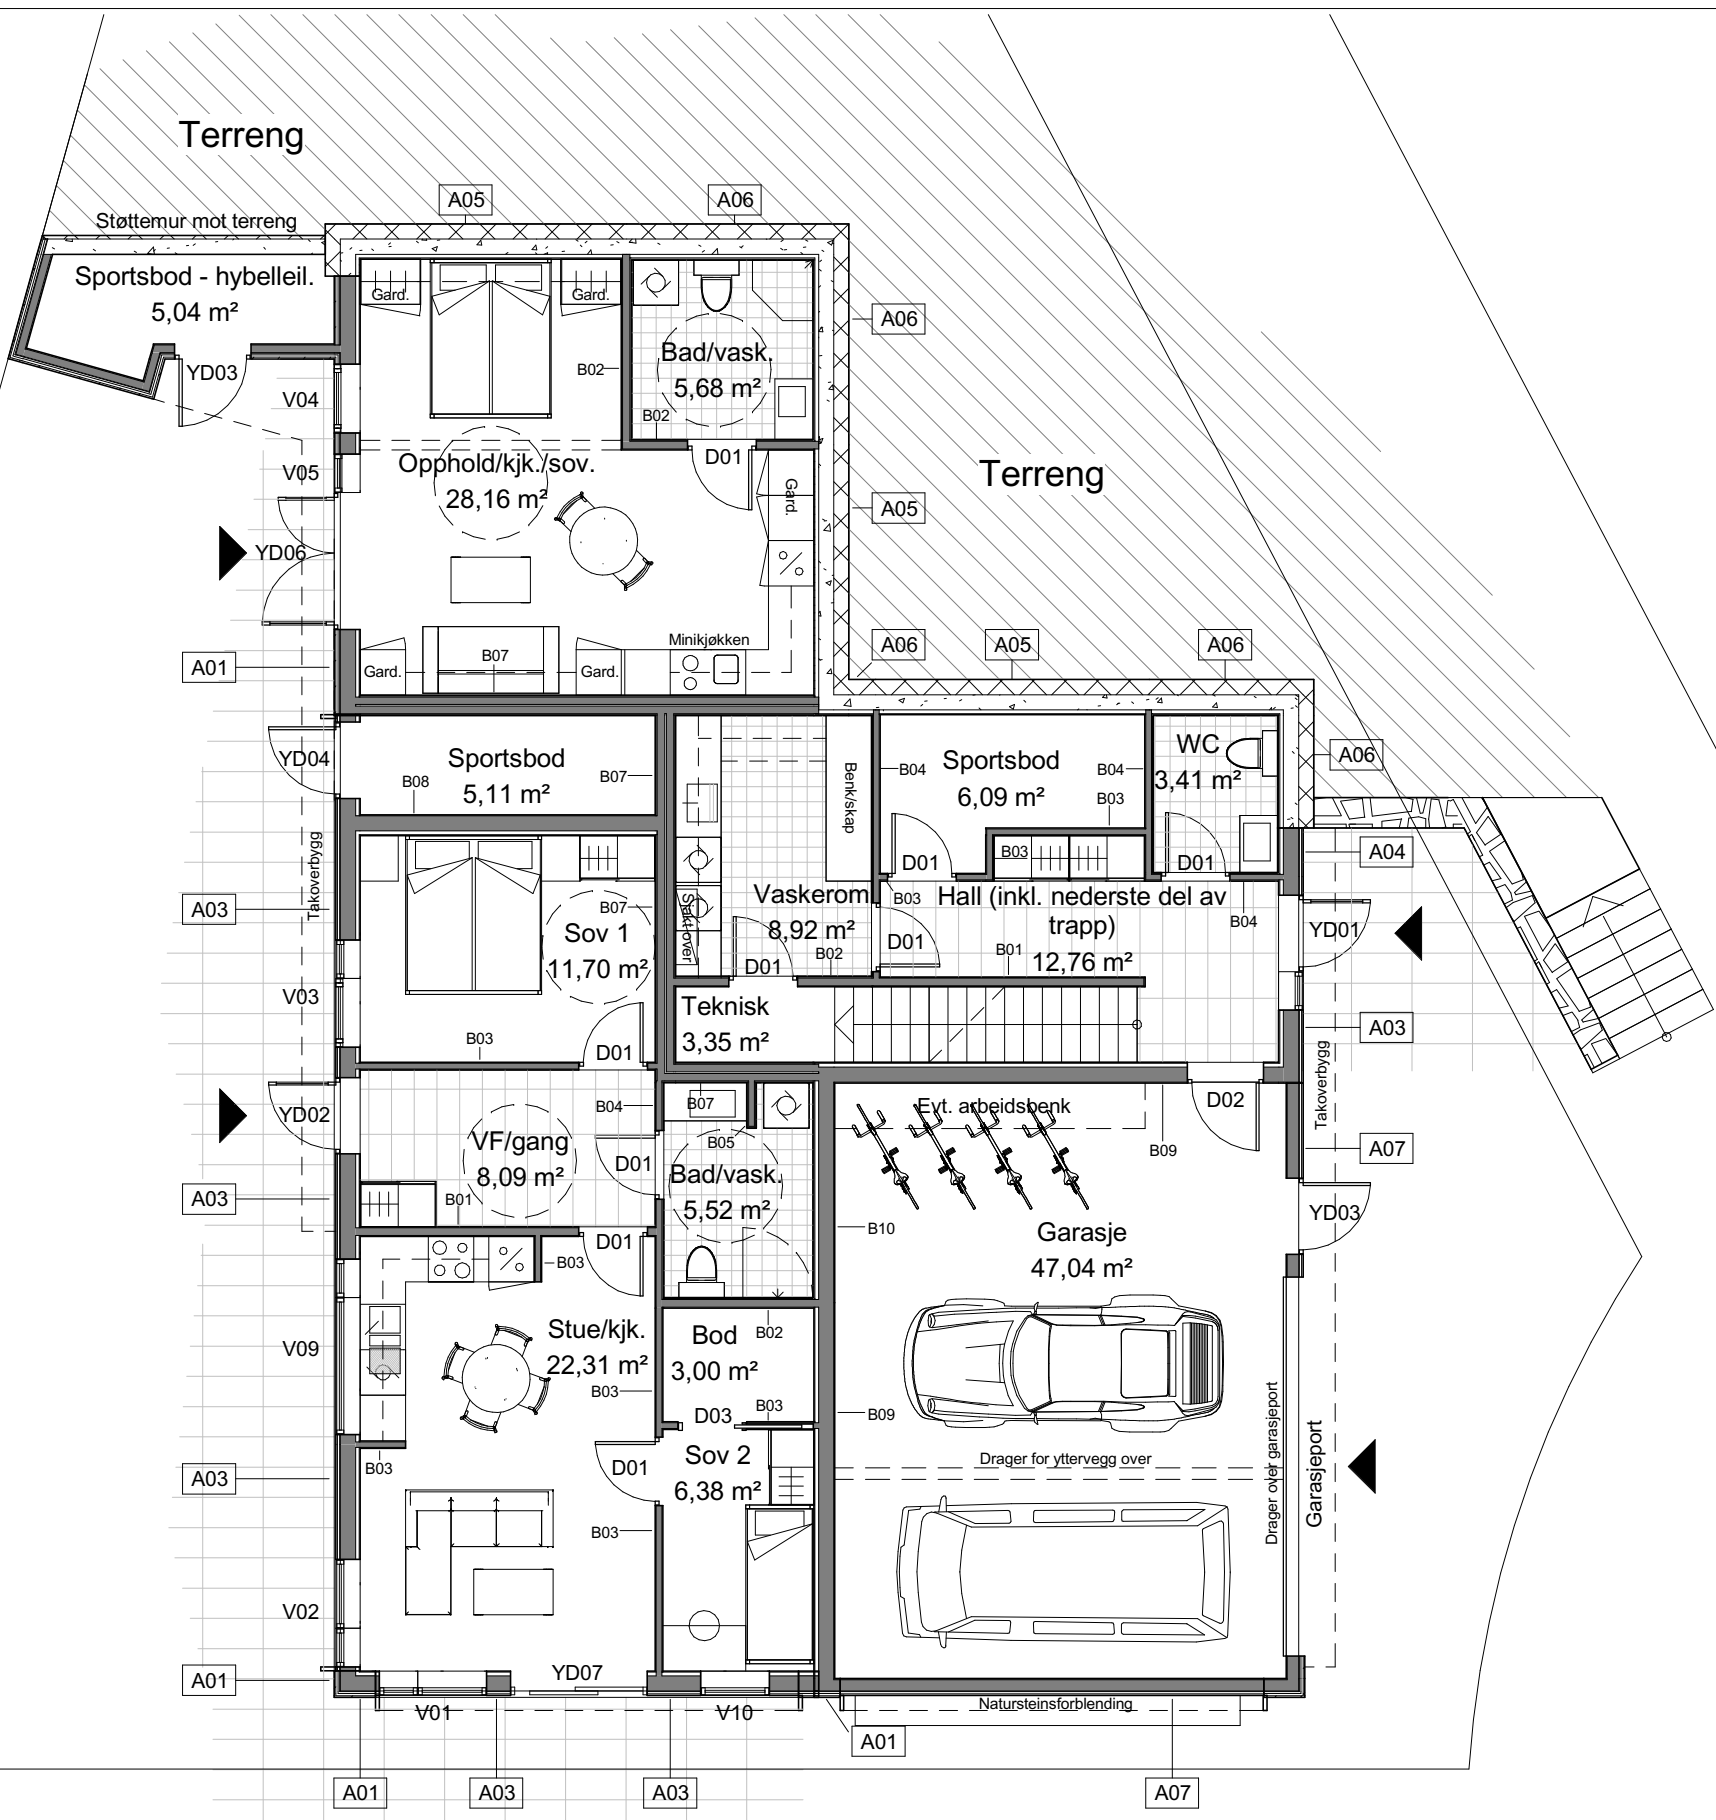 Terreng
A05
A06
Støttemur mot terreng
Sportsbod - hybelleil.
5,04 m²
Gard.
Gard.
A06
Bad/vask.
5,68 m²
B02
B02
YD03
V04
V05
Opphold/kjk./sov.
28,16 m²
D01
Gard.
Terreng
A05
YD06
Minikjøkken
A06
A05
A06
A01
Gard.
B07
Gard.
YD04
Sportsbod
5,11 m²
B08
B07
Benk/skap
B04
Sportsbod
6,09 m²
B04
B03
WC
3,41 m²
A06
Takoverbygg
D01
B03
D01
A04
A03
B07
Sov 1
11,70 m²
Sjakt over
Vaskerom
8,92 m²
B02
B03
Hall (inkl. nederste del av
trapp)
12,76 m²
B04
D01
B01
YD01
D01
V03
Teknisk
3,35 m²
A03
B03
D01
YD02
B04
B07
Evt. arbeidsbenk
D02
Takoverbygg
VF/gang
8,09 m²
B05
D01
Bad/vask.
5,52 m²
B09
A07
A03
B01
B10
Garasje
47,04 m²
YD03
D01
B03
V09
Stue/kjk.
22,31 m²
B03
Bod
3,00 m²
B02
B03
D03
B09
Drager over garasjeport
Garasjeport
A03
B03
D01
Sov 2
6,38 m²
Drager for yttervegg over
B03
V02
A01
YD07
V01
V10
Natursteinsforblending
A01
A01
A03
A03
A07